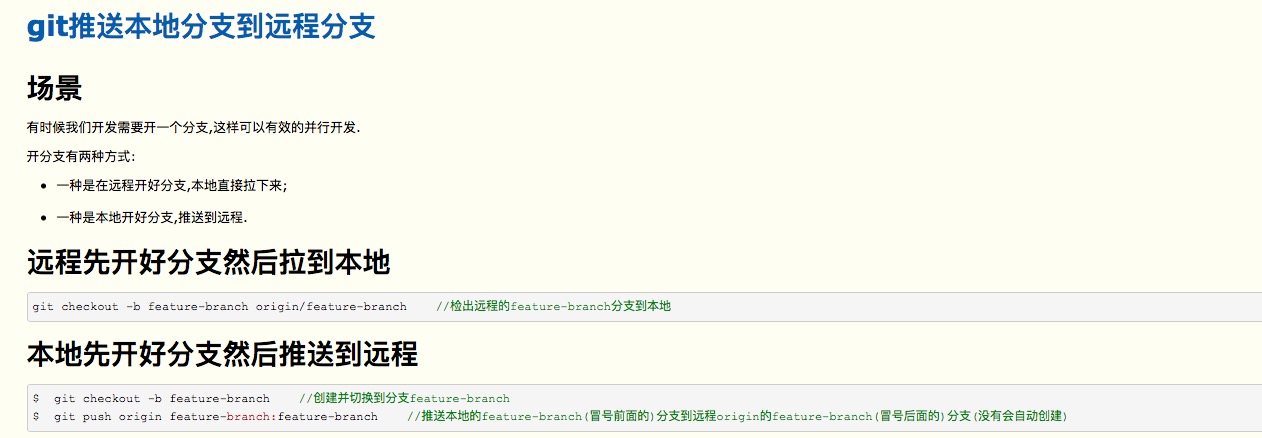 git推送本地分支到远程分支
场景
有时候我们开发需要开一个分支,这样可以有效的并行开发.
开分支有两种方式:
• 一种是在远程开好分支,本地直接拉下来;
• 一种是本地开好分支,推送到远程.
远程先开好分支然后拉到本地
git checkout -b feature-branch origin/feature-branch    //检出远程的feature-branch分支到本地
本地先开好分支然后推送到远程
$  git checkout -b feature-branch    //创建并切换到分支feature-branch
$  git push origin feature-branch:feature-branch    //推送本地的feature-branch(冒号前面的)分支到远程origin的feature-branch(冒号后面的)分支(没有会自动创建)